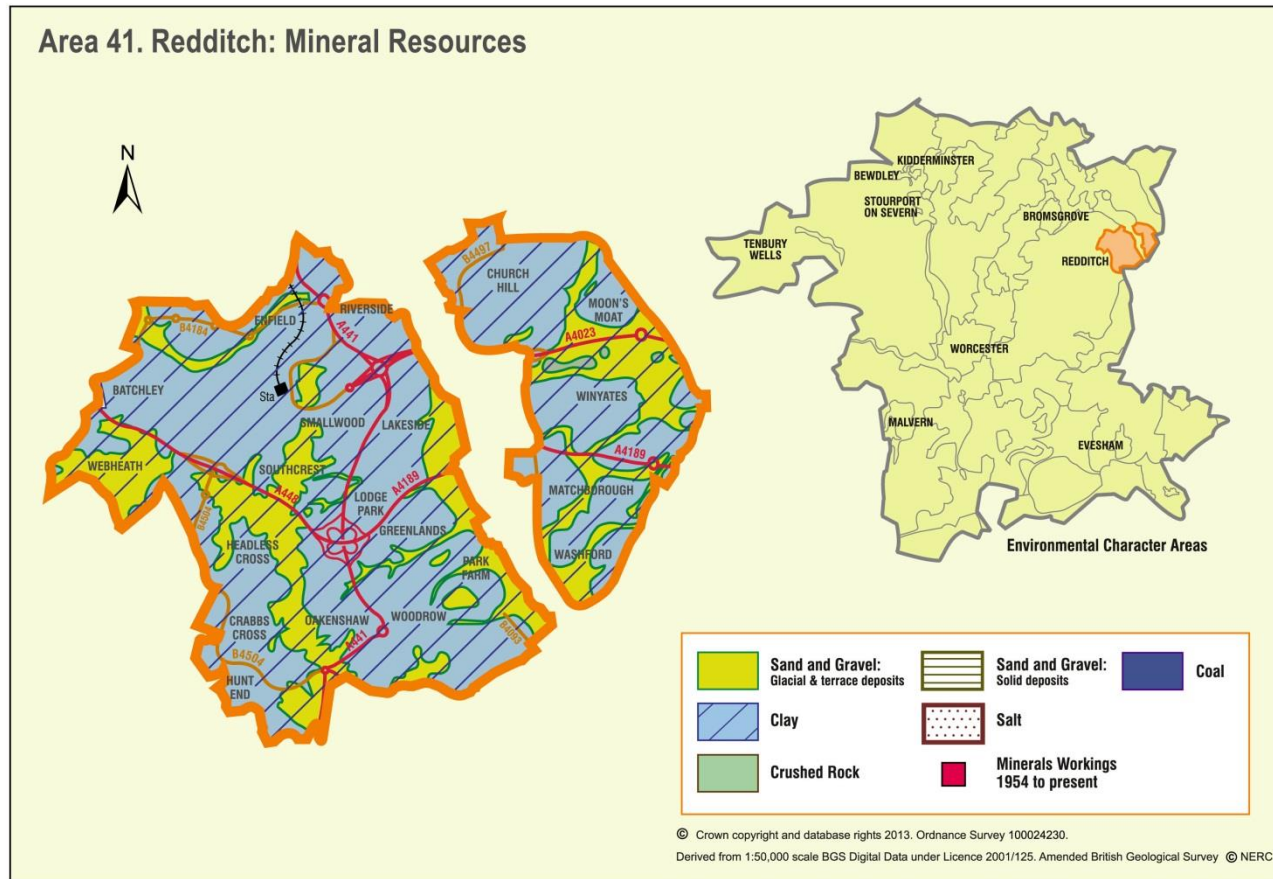 Area 41. Redditch: Mineral Resources
N
KIDDERMINSTER
BEWDLEY
STOURPORT
ON SEVERN
BROMSGROVE
TENBURY
WELLS
REDDITCH
WORCESTER
MALVERN
EVESHAM
Environmental Character Areas
B4497
CHURCH
HILL
MOON'S
MOAT
A4023
WINYATES
A4189
MATCHBOROUGH
WASHFORD
RIVERSIDE
ENFIELD
A441
B4184
BATCHLEY
Sta
SMALLWOOD
LAKESIDE
WEBHEATH
SOUTHCREST
A448
LODGE
PARK
A4189
B4504
GREENLANDS
HEADLESS
CROSS
PARK
FARM
CRABBS
CROSS
OAKENSHAW
WOODROW
A441
B4093
B4504
HUNT
END
Sand and Gravel:
Glacial & terrace deposits
Sand and Gravel:
Solid deposits
Coal
Clay
Salt
Crushed Rock
Minerals Workings
1954 to present
© Crown copyright and database rights 2013. Ordnance Survey 100024230.
Derived from 1:50,000 scale BGS Digital Data under Licence 2001/125. Amended British Geological Survey © NERC